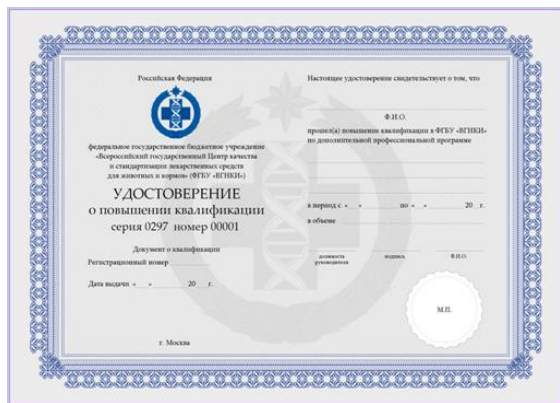 Российская Федерация
федеральное государственное бюджетное учреждение
«Всероссийский государственный Центр качества
и стандартизации лекарственных средств
для животных и кормов» (ФГБУ «ВГНКИ»)
УДОСТОВЕРЕНИЕ
о повышении квалификации
серия 0297 номер 00001
Документ о квалификации
Регистрационный номер
Дата выдачи « » 20 г.
г. Москва
Настоящее удостоверение свидетельствует о том, что
Ф.И.О.
прошел(а) повышении квалификации в ФГБУ «ВГНКИ»
по дополнительной профессиональной программе
в период с « » по « » 20 г.
в объеме
должность руководителя подпись Ф.И.О.
М.П.